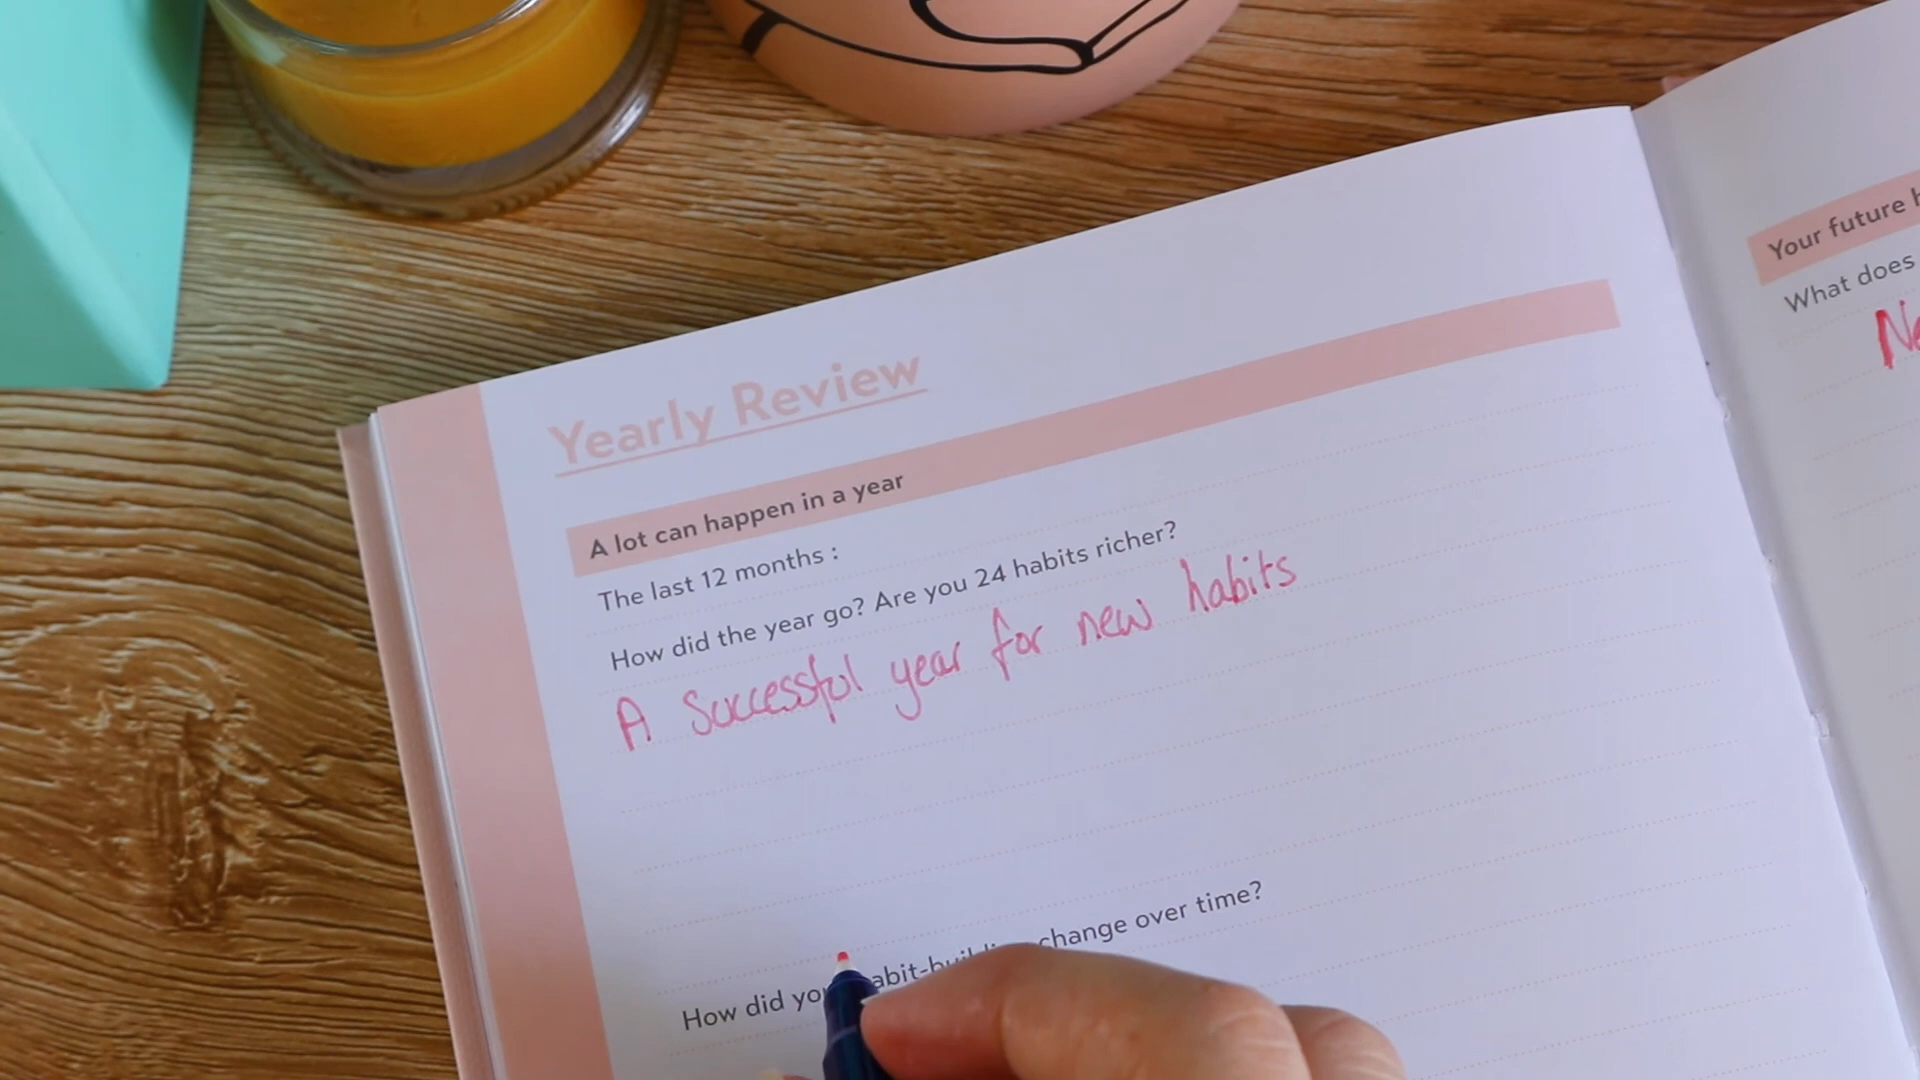 Yearly Review
A lot can happen in a year
The last 12 months :
How did the year go? Are you 24 habits richer?
A successful year for new habits
How did change over time?
Your future
What does